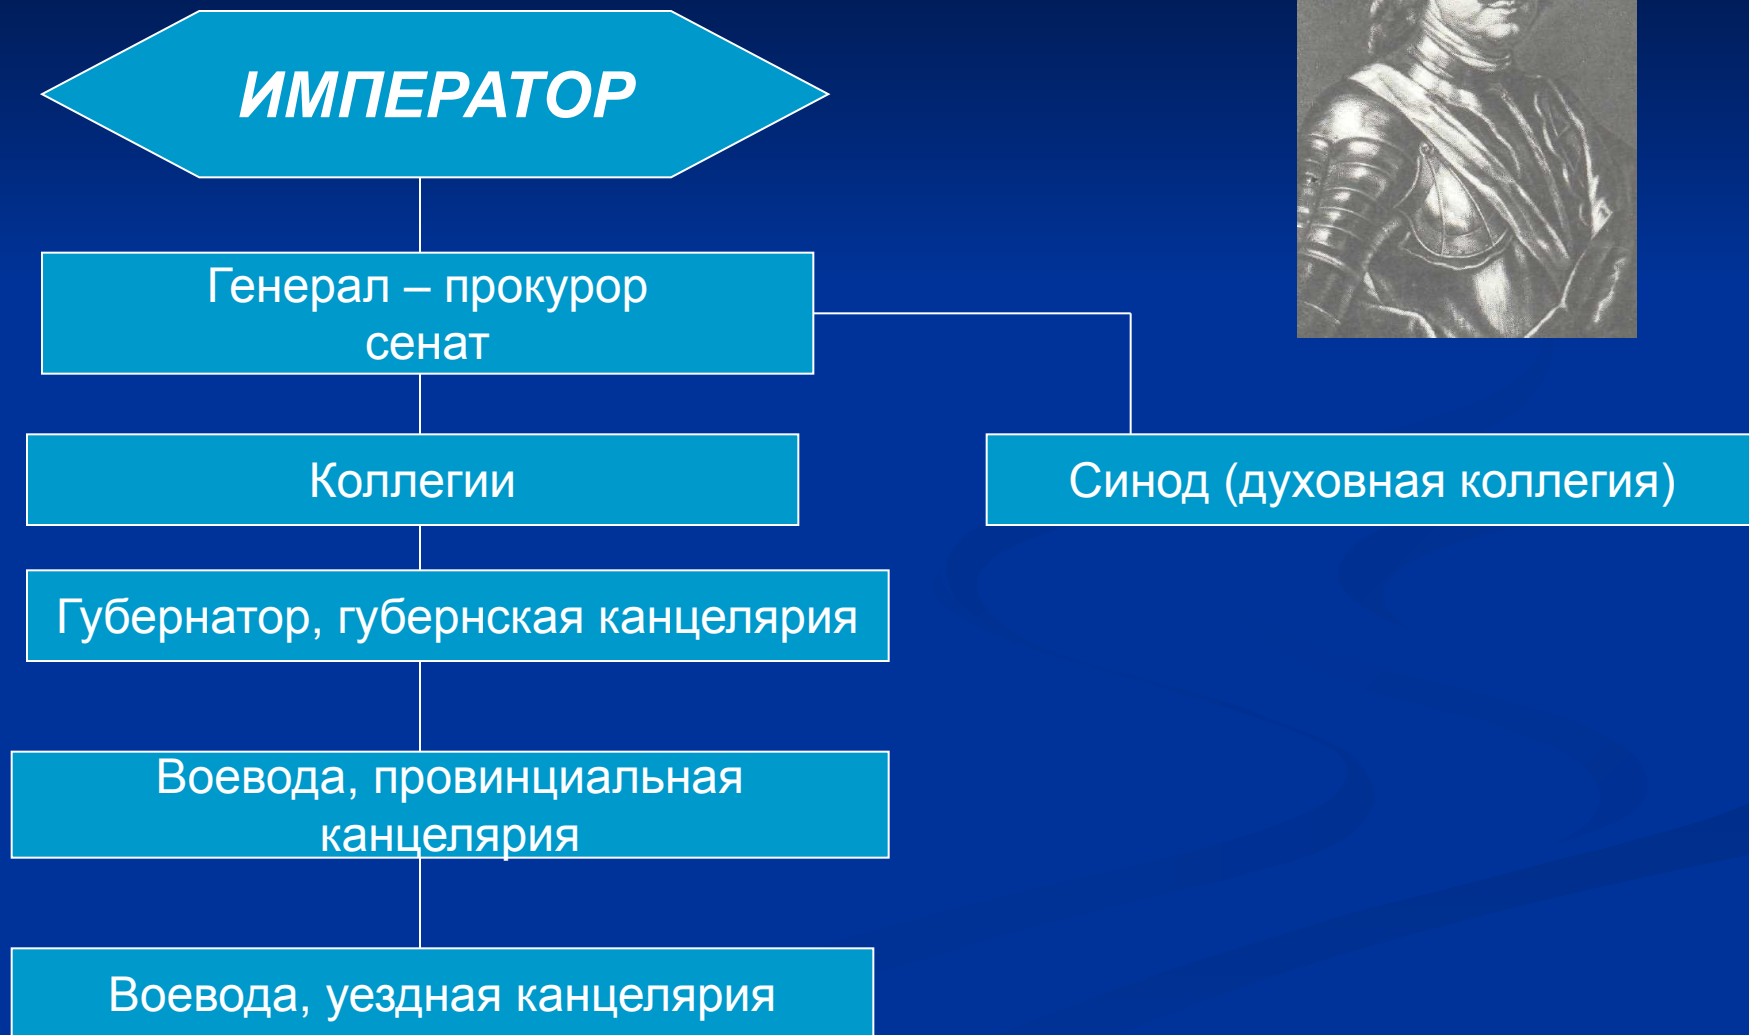 ИМПЕРАТОР
Генерал – прокурор
сенат
Коллегии
Синод (духовная коллегия)
Губернатор, губернская канцелярия
Воевода, провинциальная
канцелярия
Воевода, уездная канцелярия